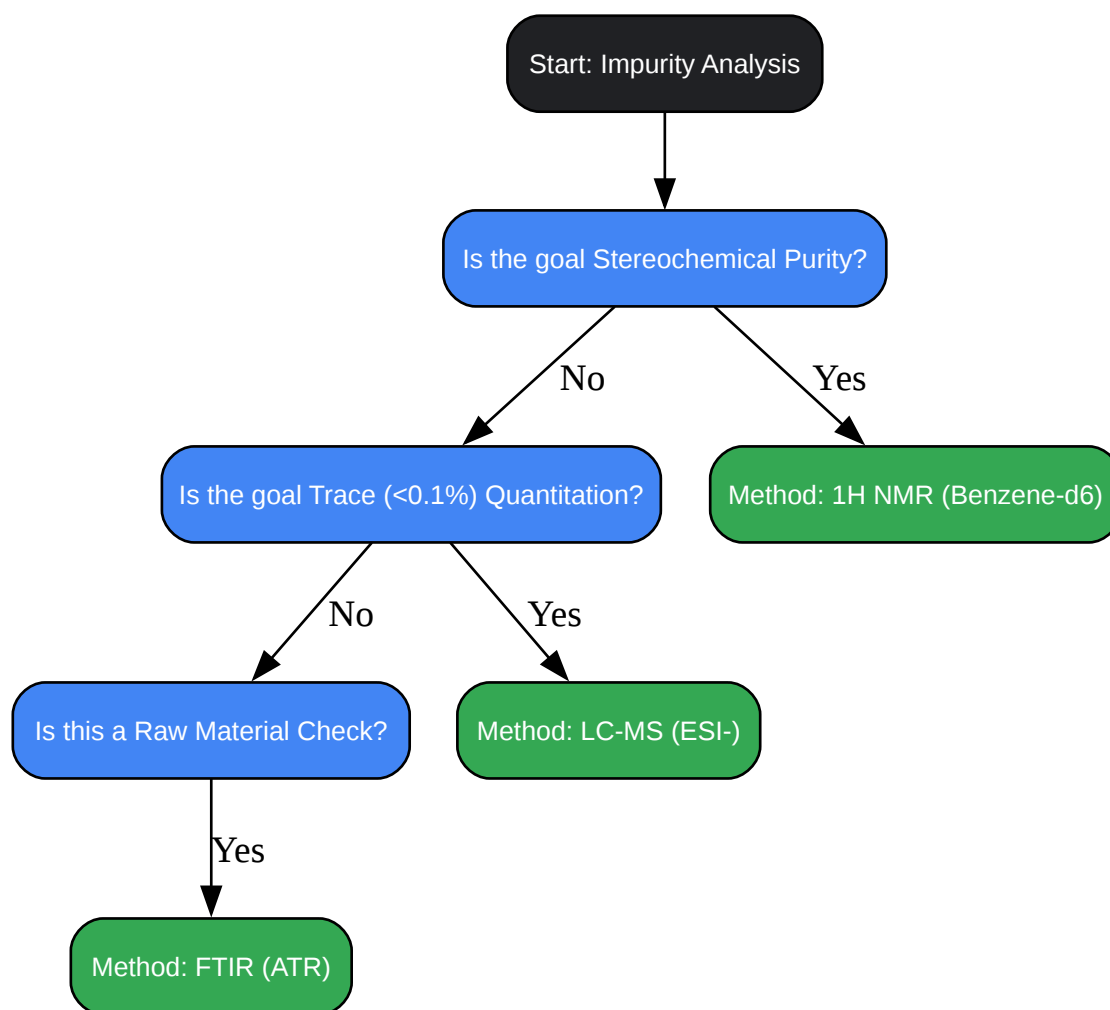 Start: Impurity Analysis
Is the goal Stereochemical Purity?
No
Yes
Is the goal Trace (<0.1%) Quantitation?
Method: 1H NMR (Benzene-d6)
No
Yes
Is this a Raw Material Check?
Method: LC-MS (ESI-)
Yes
Method: FTIR (ATR)